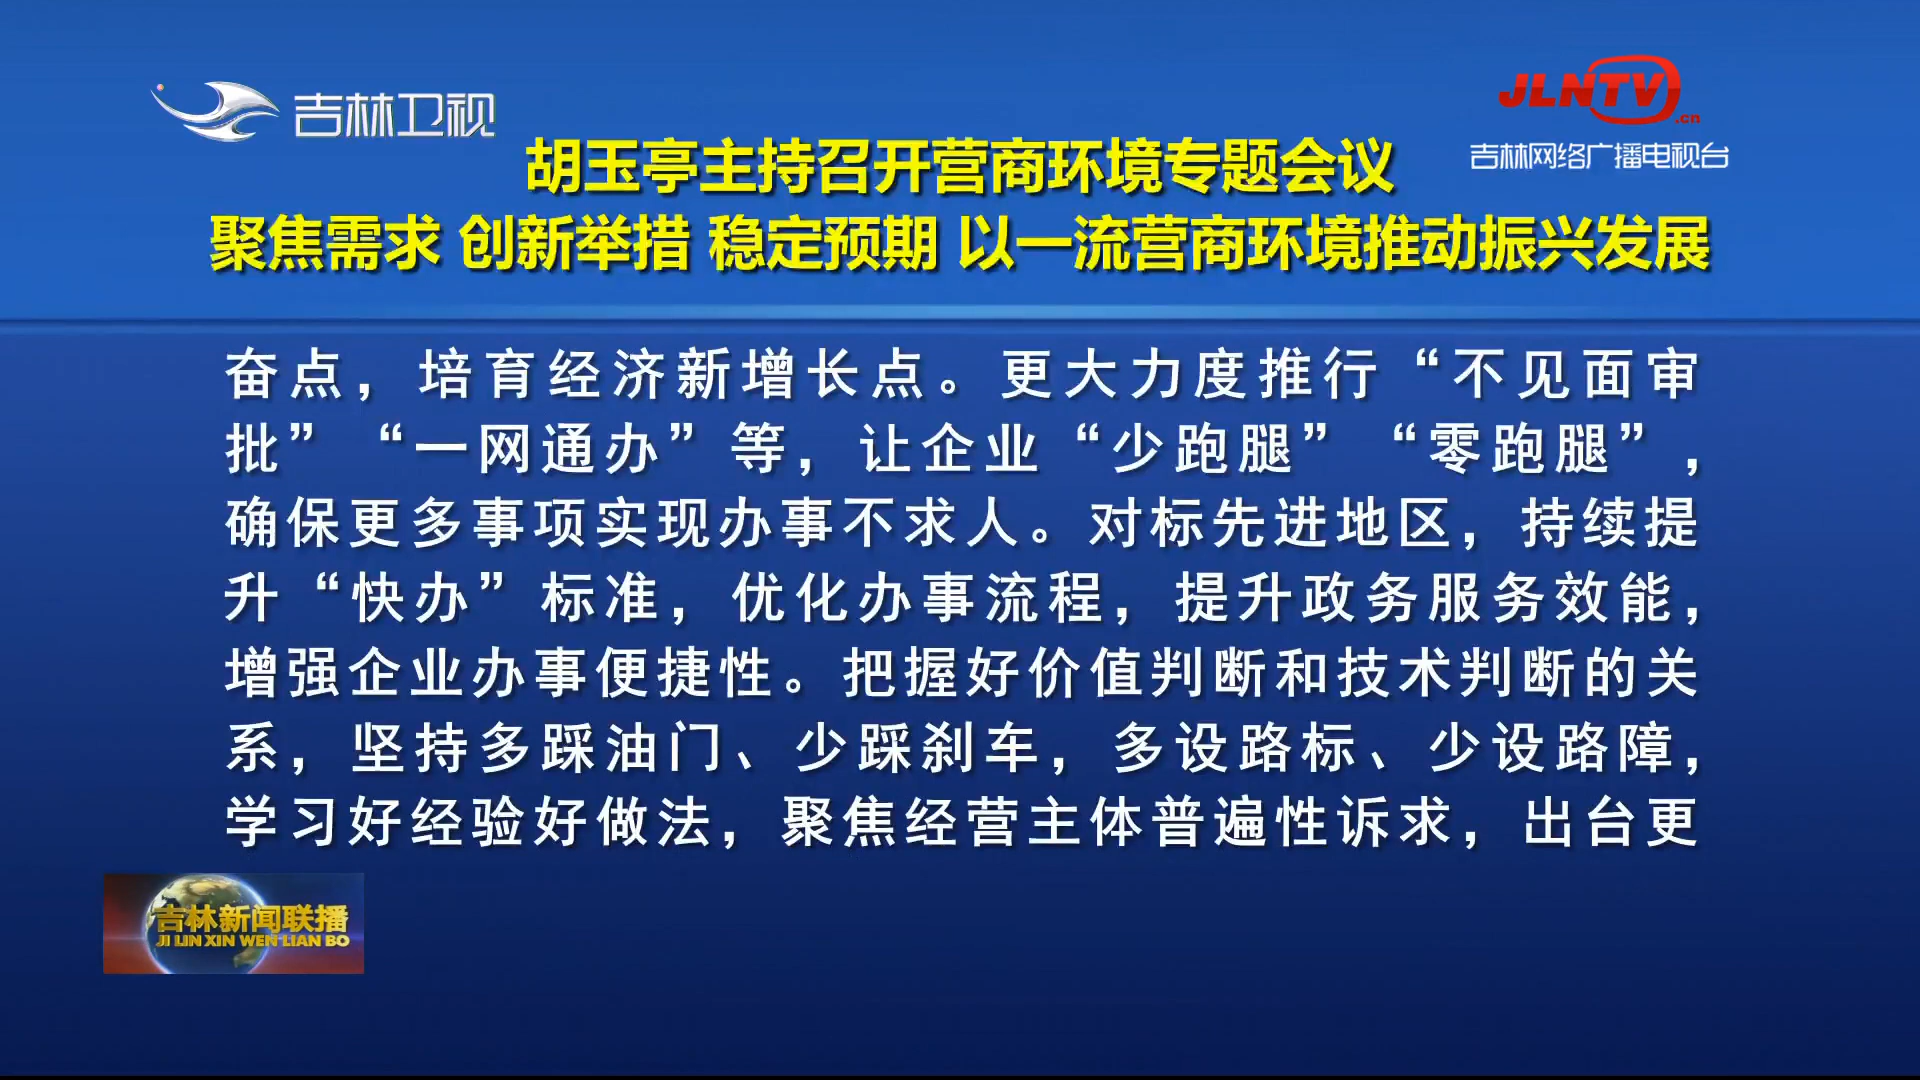 吉林卫视
JLNTV.cn
吉林网络广播电视台
胡玉亭主持召开营商环境专题会议
聚焦需求 创新举措 稳定预期 以一流营商环境推动振兴发展
奋点，培育经济新增长点。更大力度推行“不见面审
批”“一网通办”等，让企业“少跑腿”“零跑腿”，
确保更多事项实现办事不求人。对标先进地区，持续提
升“快办”标准，优化办事流程，提升政务服务效能，
增强企业办事便捷性。把握好价值判断和技术判断的关
系，坚持多踩油门、少踩刹车，多设路标、少设路障，
学习好经验好做法，聚焦经营主体普遍性诉求，出台更
吉林新闻联播
JI LIN XIN WEN LIAN BO